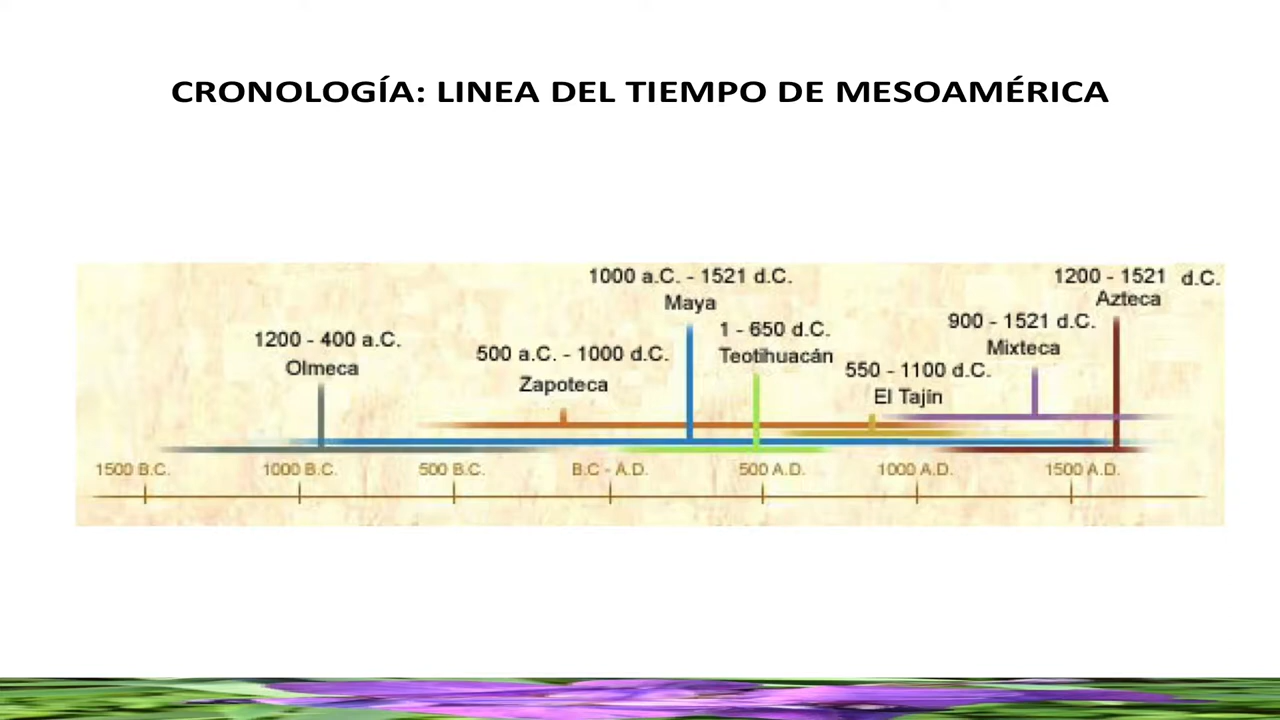 CRONOLOGÍA: LINEA DEL TIEMPO DE MESOAMÉRICA
1000 a.C. - 1521 d.C.
Maya
1200 - 1521 d.C.
Azteca
1200 - 400 a.C.
Olmeca
500 a.C. - 1000 d.C.
Zapoteca
1 - 650 d.C.
Teotihuacán
550 - 1100 d.C.
El Tajín
900 - 1521 d.C.
Mixteca
1500 B.C. 1000 B.C. 500 B.C. B.C - A.D. 500 A.D. 1000 A.D. 1500 A.D.